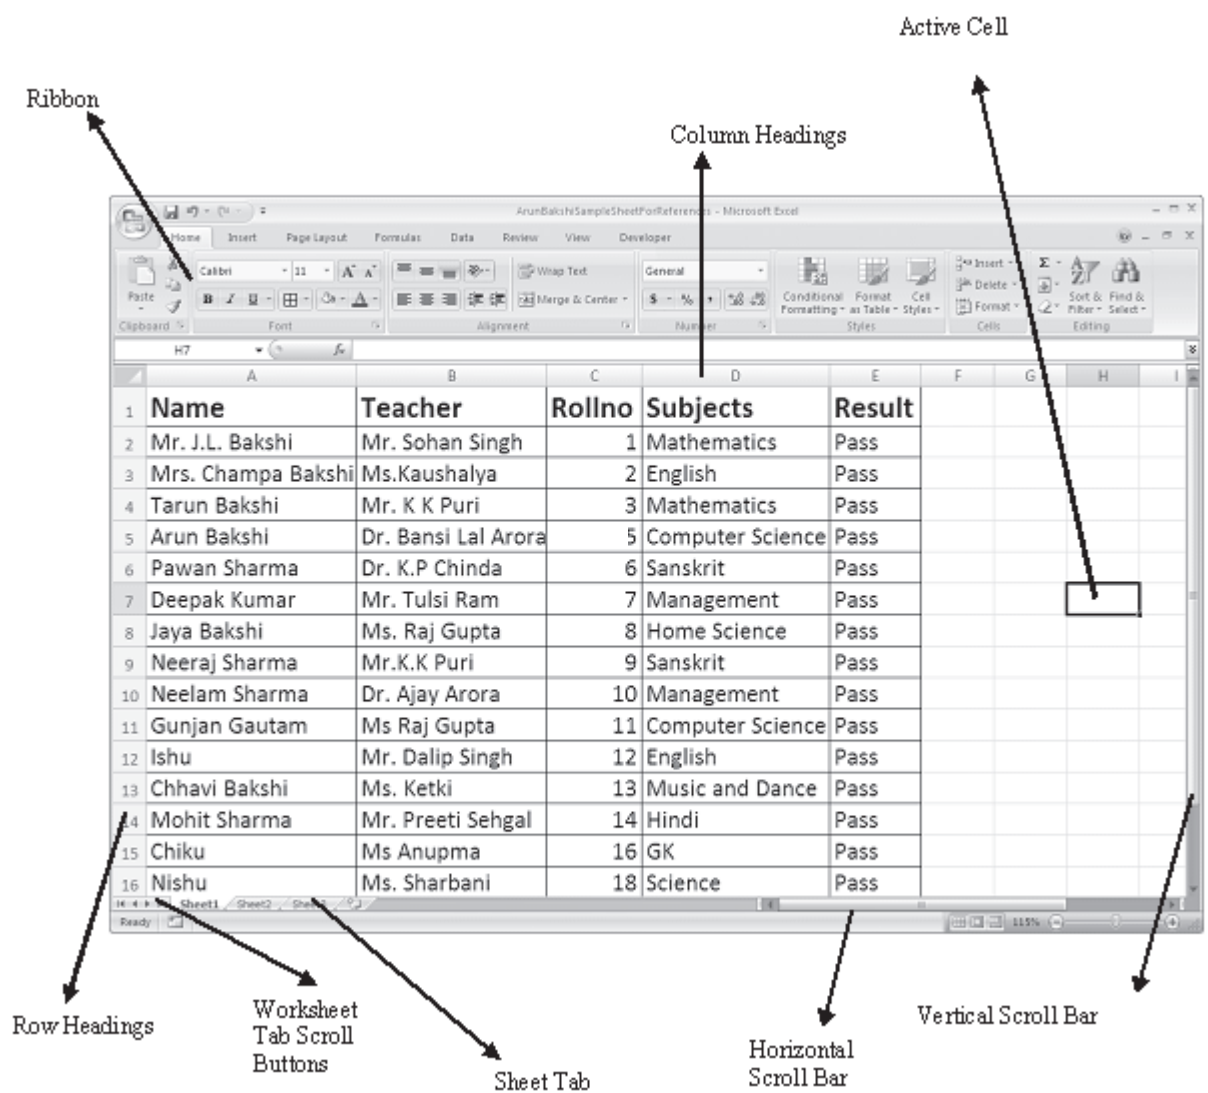 Active Cell
Ribbon
Column Headings
ArunBakshiSampleSheetForReferences - Microsoft Excel
Home Insert Page Layout Formulas Data Review View Developer
Calibri 11 Wrap Text General Insert
Paste B I U Merge & Center $ % , Conditional Formatting Format as Table Cell Styles Delete Format Σ Sort & Filter Find & Select
Clipboard Font Alignment Number Styles Cells Editing
H7 fx
A B C D E F G H I
1 Name Teacher Rollno Subjects Result
2 Mr. J.L. Bakshi Mr. Sohan Singh 1 Mathematics Pass
3 Mrs. Champa Bakshi Ms.Kaushalya 2 English Pass
4 Tarun Bakshi Mr. K K Puri 3 Mathematics Pass
5 Arun Bakshi Dr. Bansi Lal Arora 5 Computer Science Pass
6 Pawan Sharma Dr. K.P Chinda 6 Sanskrit Pass
7 Deepak Kumar Mr. Tulsi Ram 7 Management Pass
8 Jaya Bakshi Ms. Raj Gupta 8 Home Science Pass
9 Neeraj Sharma Mr.K.K Puri 9 Sanskrit Pass
10 Neelam Sharma Dr. Ajay Arora 10 Management Pass
11 Gunjan Gautam Ms Raj Gupta 11 Computer Science Pass
12 Ishu Mr. Dalip Singh 12 English Pass
13 Chhavi Bakshi Ms. Ketki 13 Music and Dance Pass
14 Mohit Sharma Mr. Preeti Sehgal 14 Hindi Pass
15 Chiku Ms Anupma 16 GK Pass
16 Nishu Ms. Sharbani 18 Science Pass
Sheet1 Sheet2 Sheet3
Ready 115%
Row Headings
Worksheet
Tab Scroll
Buttons
Sheet Tab
Horizontal
Scroll Bar
Vertical Scroll Bar